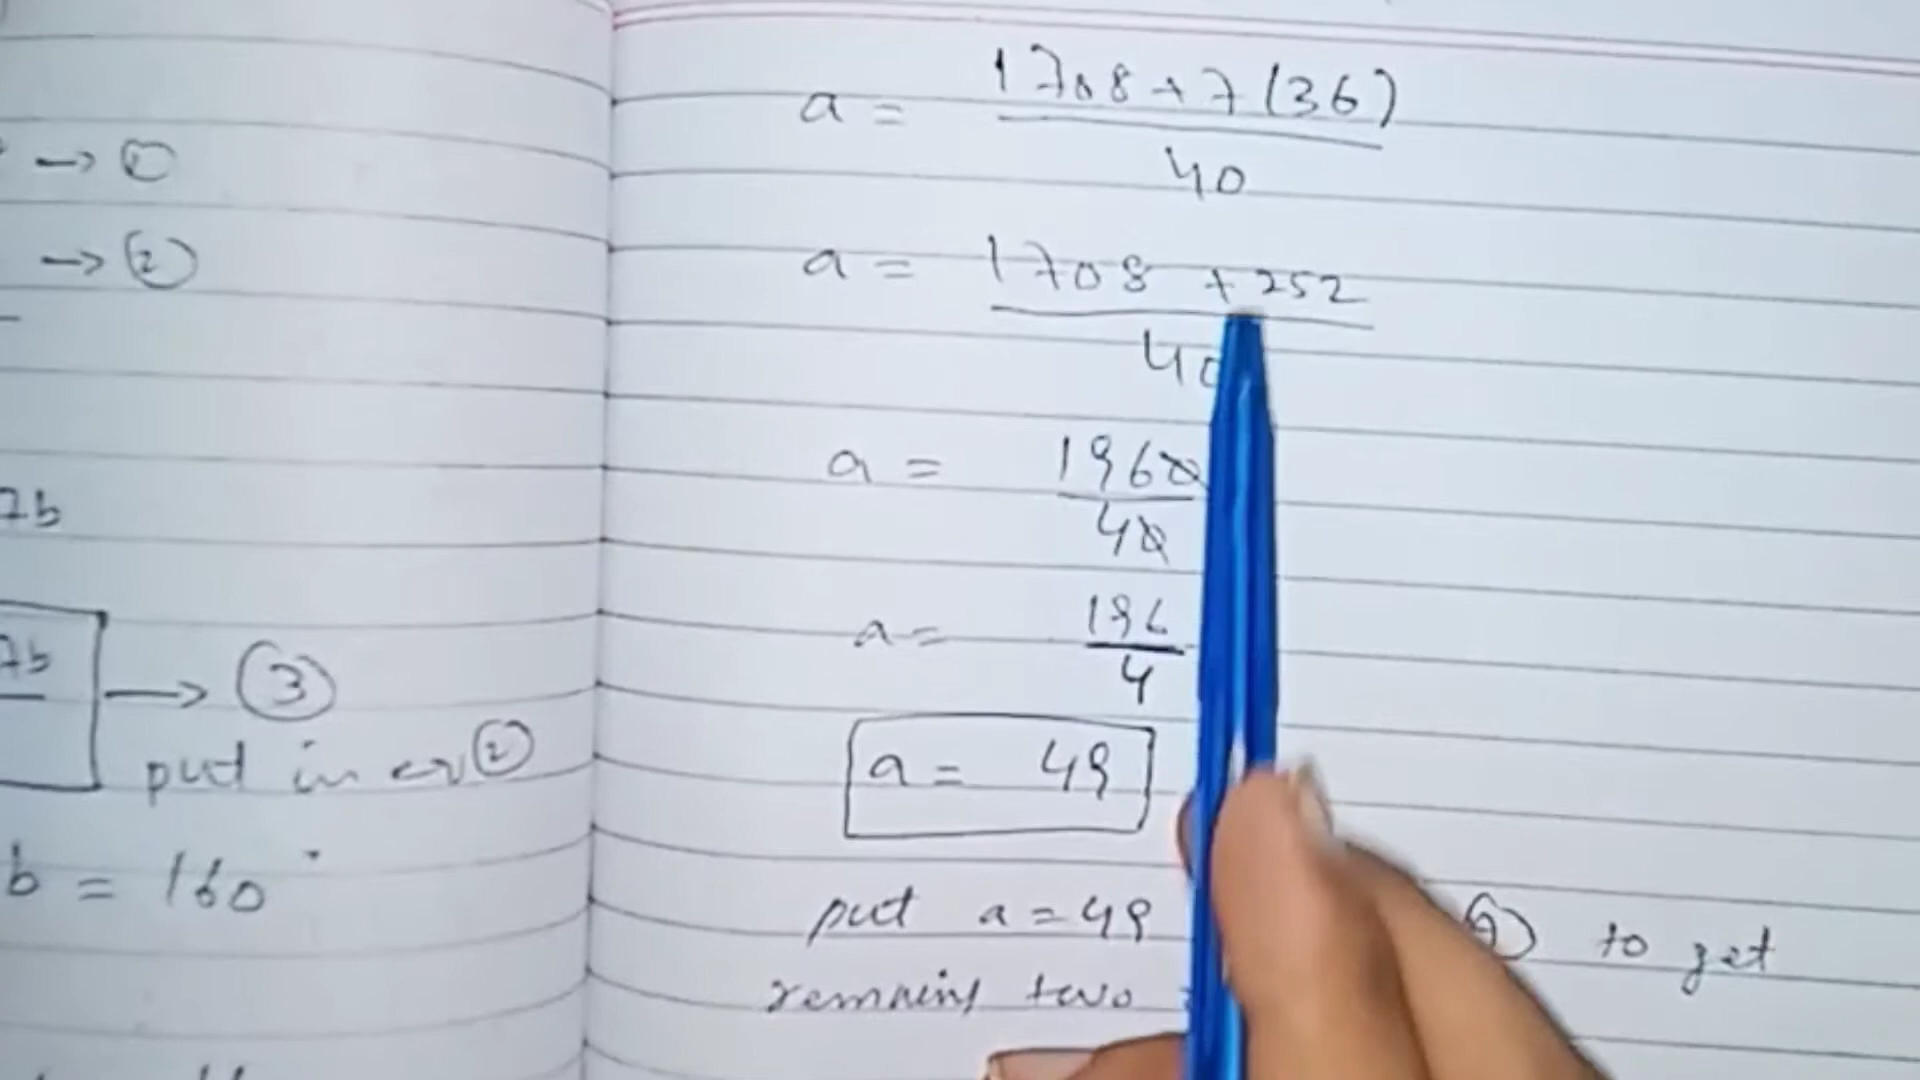 → ①
→ ②
7b
7b → ③
put in eq ②
b = 160
a = 1708 + 7(36) / 40
a = 1708 + 252 / 40
a = 1960 / 40
a = 196 / 4
a = 49
put a = 49 to get
remaining two